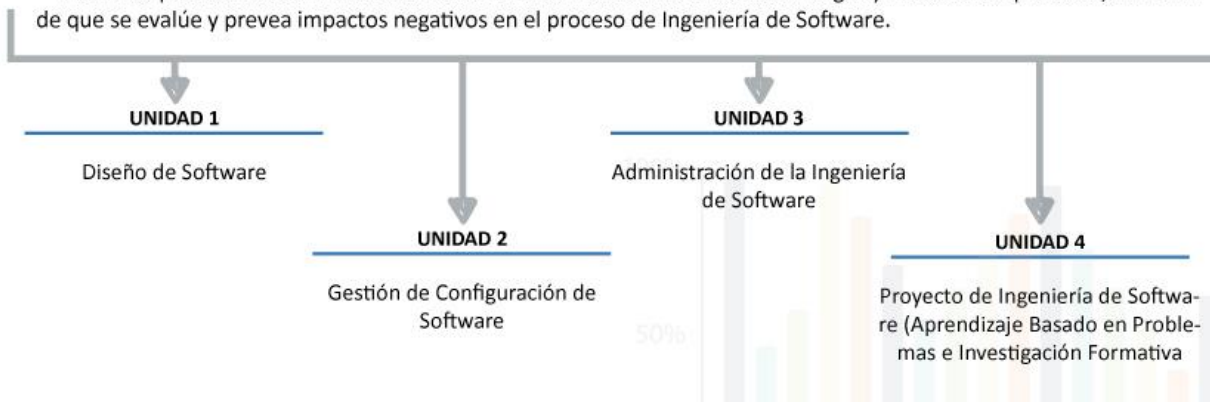 de que se evalúe y prevea impactos negativos en el proceso de Ingeniería de Software.
UNIDAD 1
Diseño de Software
UNIDAD 2
Gestión de Configuración de
Software
UNIDAD 3
Administración de la Ingeniería
de Software
UNIDAD 4
Proyecto de Ingeniería de Softwa-
re (Aprendizaje Basado en Proble-
mas e Investigación Formativa
50%